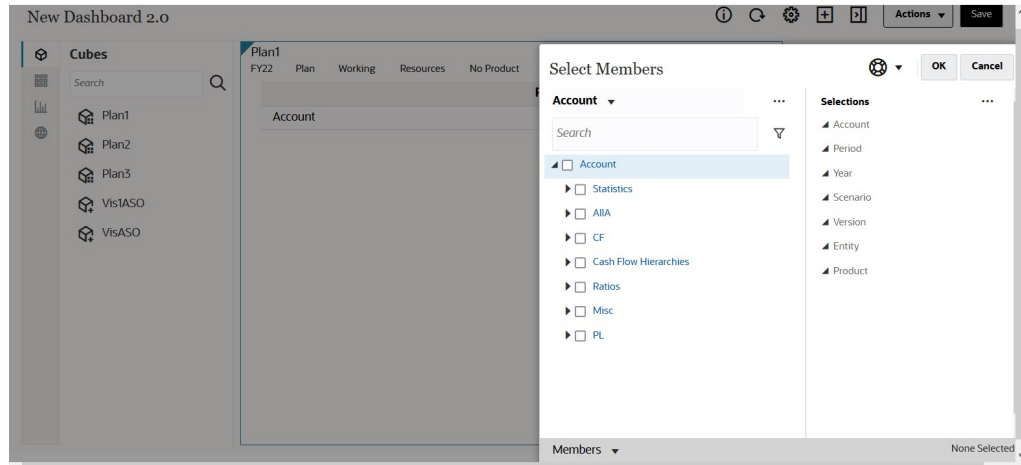 New Dashboard 2.0
Actions
Save
Cubes
Search
Plan1
Plan2
Plan3
Vis1ASO
VisASO
Plan1
FY22 Plan Working Resources No Product
Account
Select Members
OK
Cancel
Account
Search
Account
Statistics
AllA
CF
Cash Flow Hierarchies
Ratios
Misc
PL
Selections
Account
Period
Year
Scenario
Version
Entity
Product
Members
None Selected